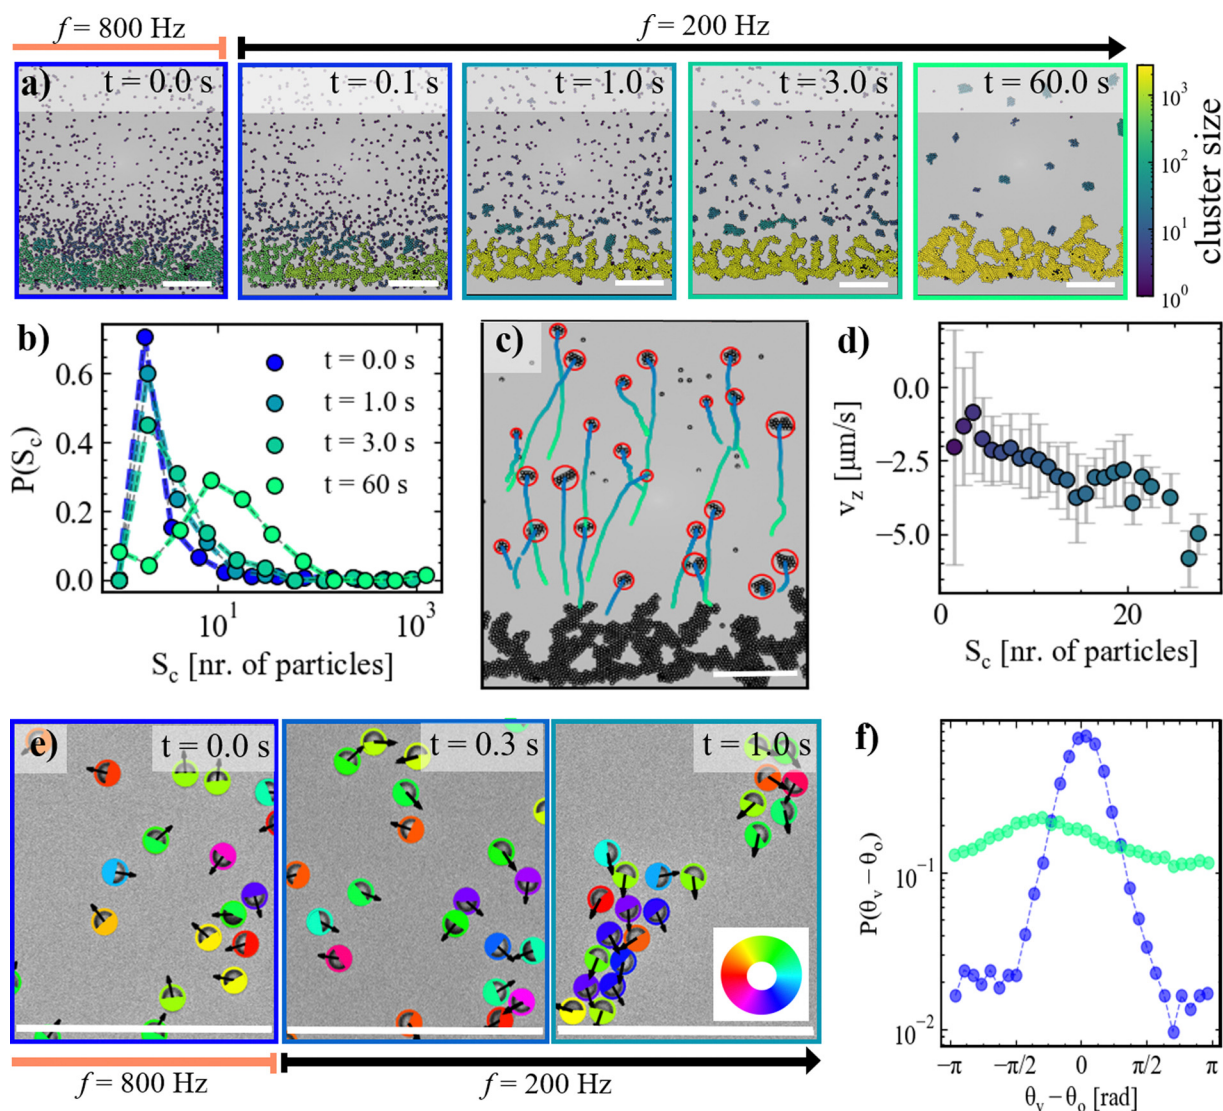 f = 800 Hz
f = 200 Hz
a)
t = 0.0 s
t = 0.1 s
t = 1.0 s
t = 3.0 s
t = 60.0 s
10³
10²
10¹
10⁰
cluster size
b)
P(S_c)
0.6
0.4
0.2
0.0
t = 0.0 s
t = 1.0 s
t = 3.0 s
t = 60 s
10¹
10³
S_c [nr. of particles]
c)
d)
v_z [μm/s]
0.0
−2.5
−5.0
0
20
S_c [nr. of particles]
e)
t = 0.0 s
t = 0.3 s
t = 1.0 s
f = 800 Hz
f = 200 Hz
f)
P(θ_v − θ_o)
10⁻¹
10⁻²
−π
−π/2
0
π/2
π
θ_v − θ_o [rad]